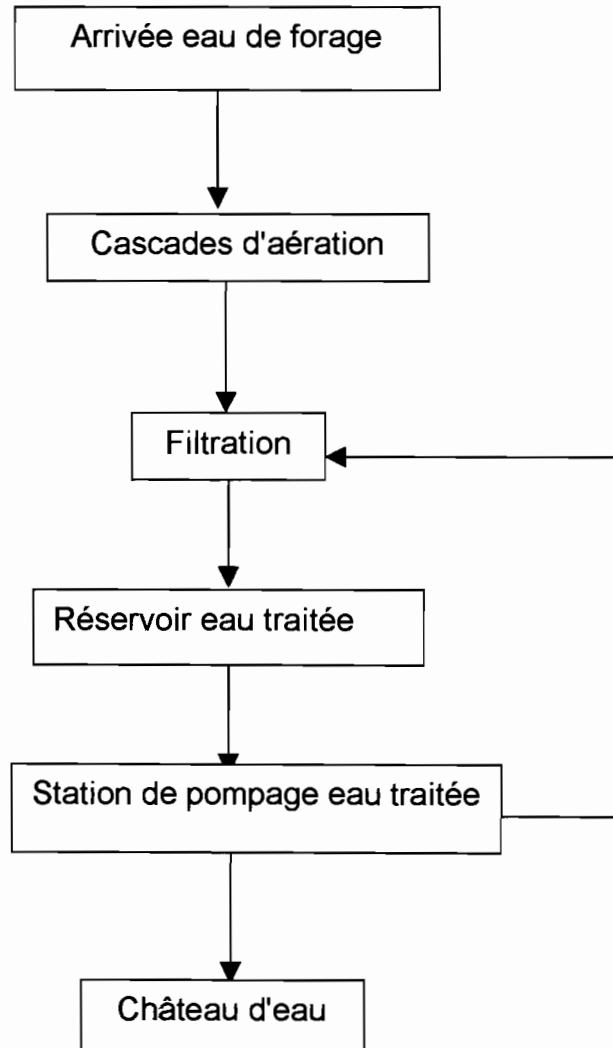 Arrivée eau de forage
Cascades d'aération
Filtration
Réservoir eau traitée
Station de pompage eau traitée
Château d'eau